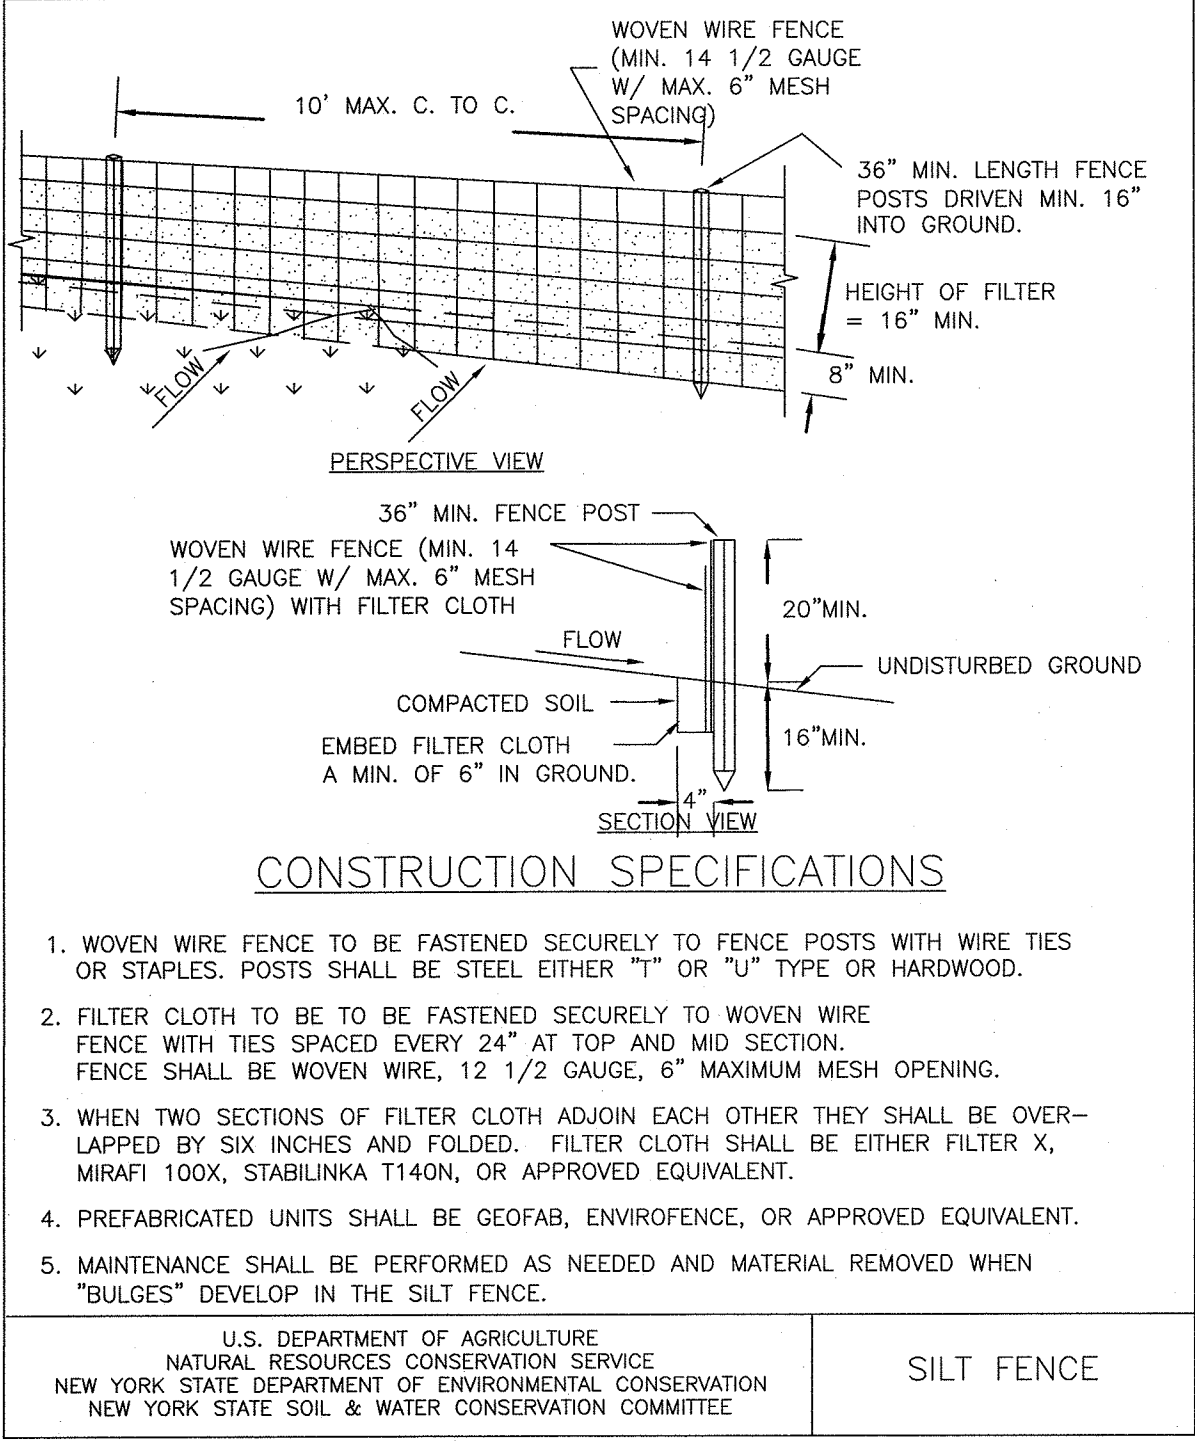 WOVEN WIRE FENCE
(MIN. 14 1/2 GAUGE
W/ MAX. 6" MESH
SPACING)
10' MAX. C. TO C.
36" MIN. LENGTH FENCE
POSTS DRIVEN MIN. 16"
INTO GROUND.
HEIGHT OF FILTER
= 16" MIN.
8" MIN.
FLOW
FLOW
PERSPECTIVE VIEW
36" MIN. FENCE POST
WOVEN WIRE FENCE (MIN. 14
1/2 GAUGE W/ MAX. 6" MESH
SPACING) WITH FILTER CLOTH
20"MIN.
FLOW
UNDISTURBED GROUND
COMPACTED SOIL
16"MIN.
EMBED FILTER CLOTH
A MIN. OF 6" IN GROUND.
4"
SECTION VIEW
CONSTRUCTION SPECIFICATIONS
1. WOVEN WIRE FENCE TO BE FASTENED SECURELY TO FENCE POSTS WITH WIRE TIES
OR STAPLES. POSTS SHALL BE STEEL EITHER "T" OR "U" TYPE OR HARDWOOD.
2. FILTER CLOTH TO BE TO BE FASTENED SECURELY TO WOVEN WIRE
FENCE WITH TIES SPACED EVERY 24" AT TOP AND MID SECTION.
FENCE SHALL BE WOVEN WIRE, 12 1/2 GAUGE, 6" MAXIMUM MESH OPENING.
3. WHEN TWO SECTIONS OF FILTER CLOTH ADJOIN EACH OTHER THEY SHALL BE OVER-
LAPPED BY SIX INCHES AND FOLDED. FILTER CLOTH SHALL BE EITHER FILTER X,
MIRAFI 100X, STABILINKA T140N, OR APPROVED EQUIVALENT.
4. PREFABRICATED UNITS SHALL BE GEOFAB, ENVIROFENCE, OR APPROVED EQUIVALENT.
5. MAINTENANCE SHALL BE PERFORMED AS NEEDED AND MATERIAL REMOVED WHEN
"BULGES" DEVELOP IN THE SILT FENCE.
U.S. DEPARTMENT OF AGRICULTURE
NATURAL RESOURCES CONSERVATION SERVICE
NEW YORK STATE DEPARTMENT OF ENVIRONMENTAL CONSERVATION
NEW YORK STATE SOIL & WATER CONSERVATION COMMITTEE
SILT FENCE